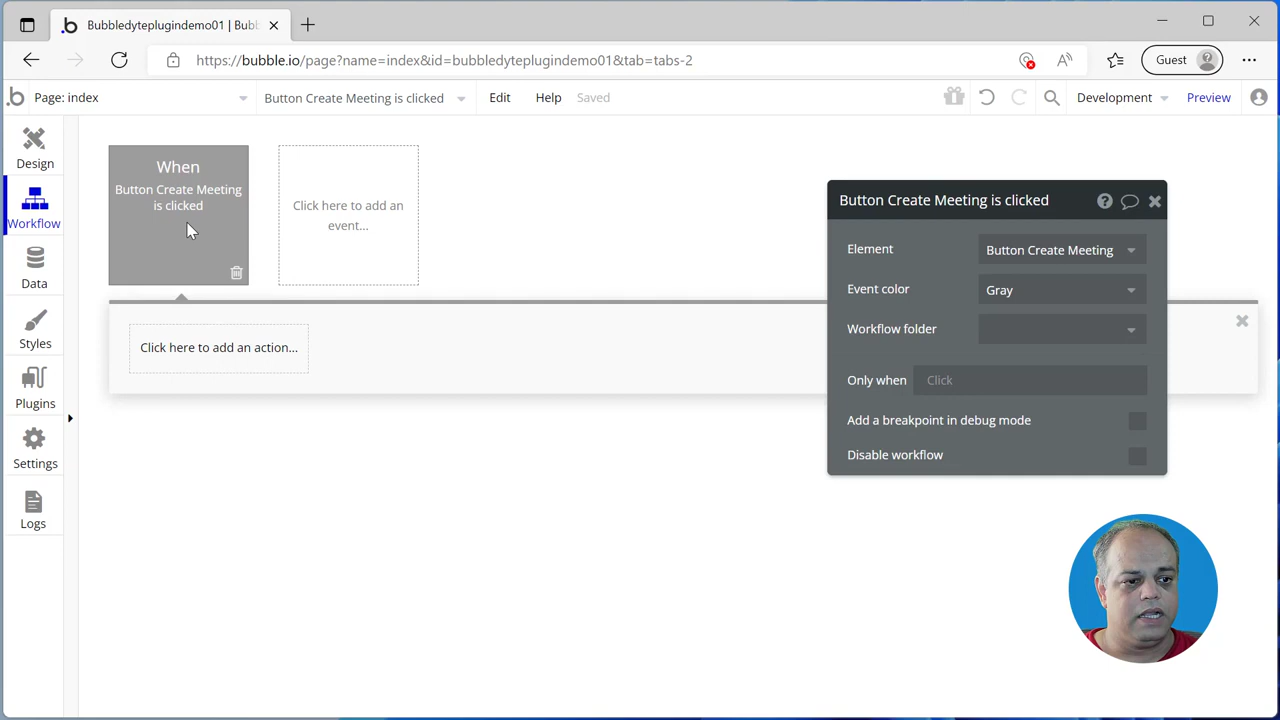 Bubbledyteplugindemo01 | Bubb
https://bubble.io/page?name=index&id=bubbledyteplugindemo01&tab=tabs-2
Guest
.b
Page: index
Button Create Meeting is clicked
Edit
Help
Saved
Development
Preview
Design
Workflow
Data
Styles
Plugins
Settings
Logs
When
Button Create Meeting
is clicked
Click here to add an
event...
Click here to add an action...
Button Create Meeting is clicked
Element
Button Create Meeting
Event color
Gray
Workflow folder
Only when
Click
Add a breakpoint in debug mode
Disable workflow